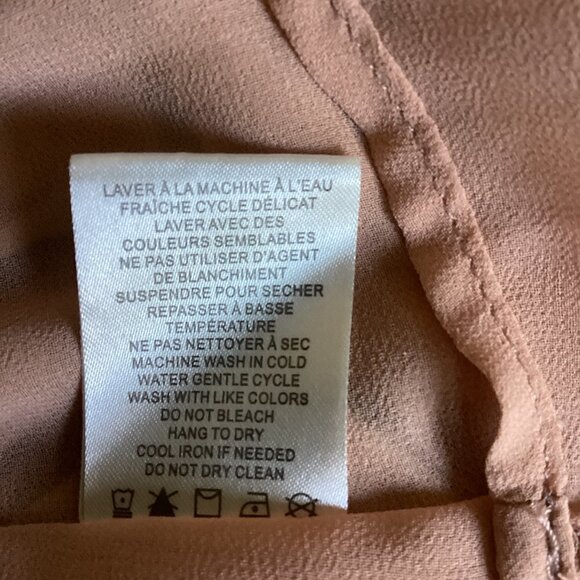 LAVER À LA MACHINE À L'EAU
FRAÎCHE CYCLE DÉLICAT
LAVER AVEC DES
COULEURS SEMBLABLES
NE PAS UTILISER D'AGENT
DE BLANCHIMENT
SUSPENDRE POUR SECHER
REPASSER À BASSE
TEMPÉRATURE
NE PAS NETTOYER À SEC
MACHINE WASH IN COLD
WATER GENTLE CYCLE
WASH WITH LIKE COLORS
DO NOT BLEACH
HANG TO DRY
COOL IRON IF NEEDED
DO NOT DRY CLEAN